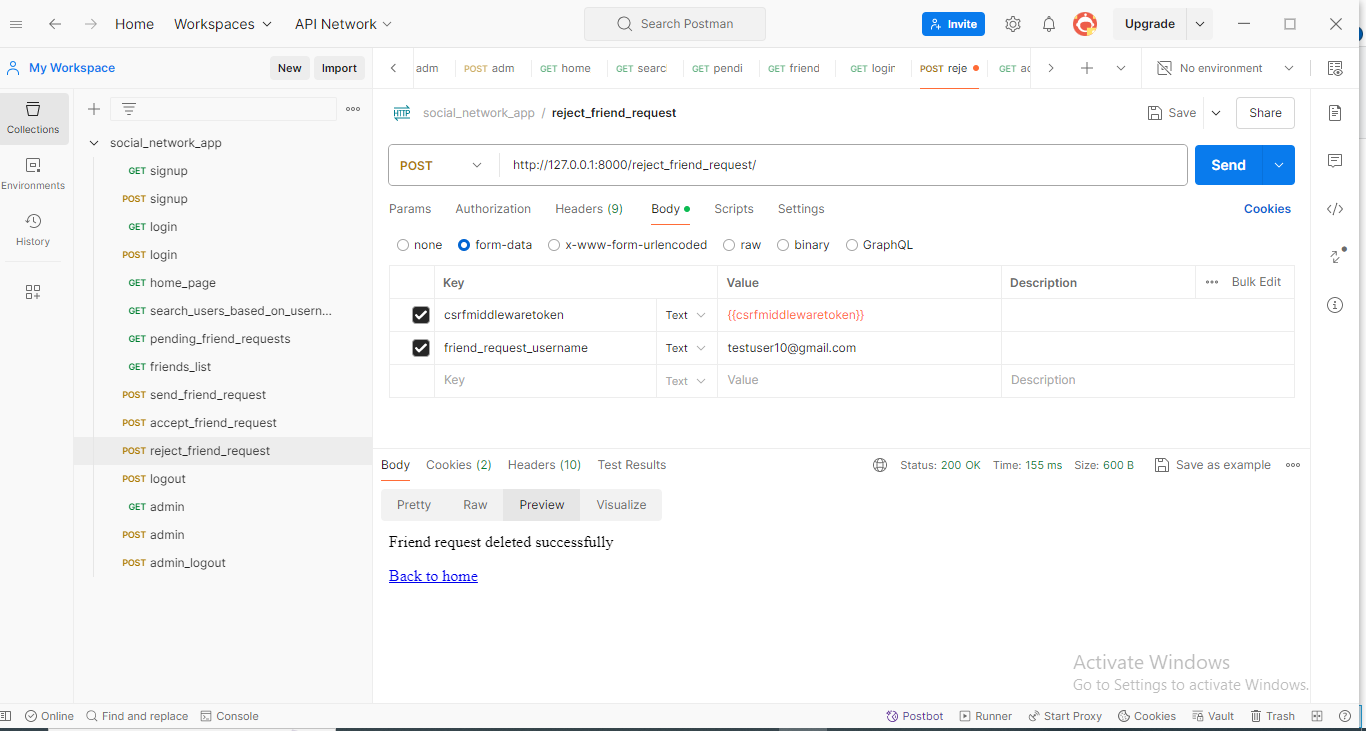 Home Workspaces API Network Search Postman Invite Upgrade
My Workspace New Import adm POST adm GET home GET searc GET pendi GET friend GET login POST reje GET ac No environment
Collections
Environments
History
social_network_app
GET signup
POST signup
GET login
POST login
GET home_page
GET search_users_based_on_usern...
GET pending_friend_requests
GET friends_list
POST send_friend_request
POST accept_friend_request
POST reject_friend_request
POST logout
GET admin
POST admin
POST admin_logout
HTTP social_network_app / reject_friend_request Save Share
POST http://127.0.0.1:8000/reject_friend_request/ Send
Params Authorization Headers (9) Body Scripts Settings Cookies
none form-data x-www-form-urlencoded raw binary GraphQL
Key Value Description Bulk Edit
csrfmiddlewaretoken Text {{csrfmiddlewaretoken}}
friend_request_username Text testuser10@gmail.com
Key Text Value Description
Body Cookies (2) Headers (10) Test Results Status: 200 OK Time: 155 ms Size: 600 B Save as example
Pretty Raw Preview Visualize
Friend request deleted successfully
Back to home
Activate Windows
Go to Settings to activate Windows.
Online Find and replace Console Postbot Runner Start Proxy Cookies Vault Trash